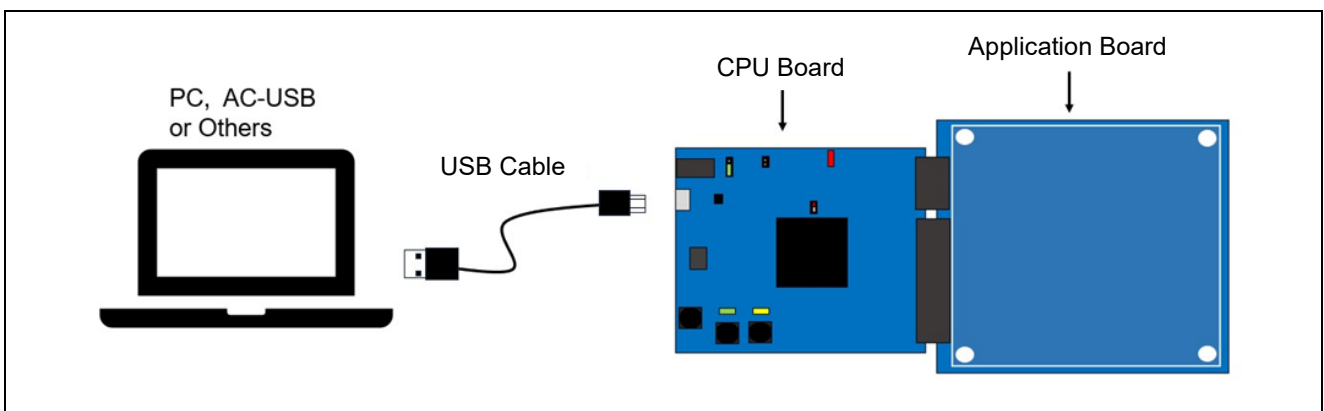 PC, AC-USB
or Others
USB Cable
CPU Board
Application Board